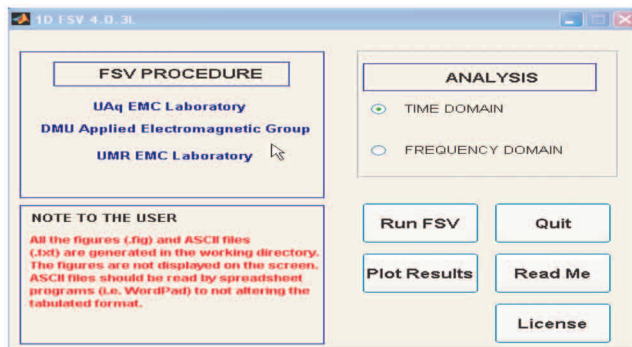 1D FSV 4.0.3L
FSV PROCEDURE
UAq EMC Laboratory
DMU Applied Electromagnetic Group
UMR EMC Laboratory
NOTE TO THE USER
All the figures (.fig) and ASCII files
(.txt) are generated in the working directory.
The figures are not displayed on the screen.
ASCII files should be read by spreadsheet
programs (i.e. WordPad) to not altering the
tabulated format.
ANALYSIS
TIME DOMAIN
FREQUENCY DOMAIN
Run FSV
Quit
Plot Results
Read Me
License